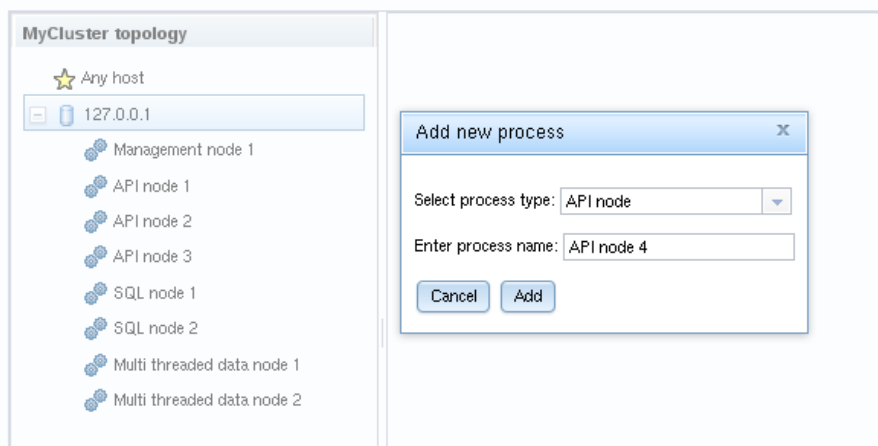 MyCluster topology
Any host
127.0.0.1
Management node 1
API node 1
API node 2
API node 3
SQL node 1
SQL node 2
Multi threaded data node 1
Multi threaded data node 2
Add new process x
Select process type: API node
Enter process name: API node 4
Cancel Add